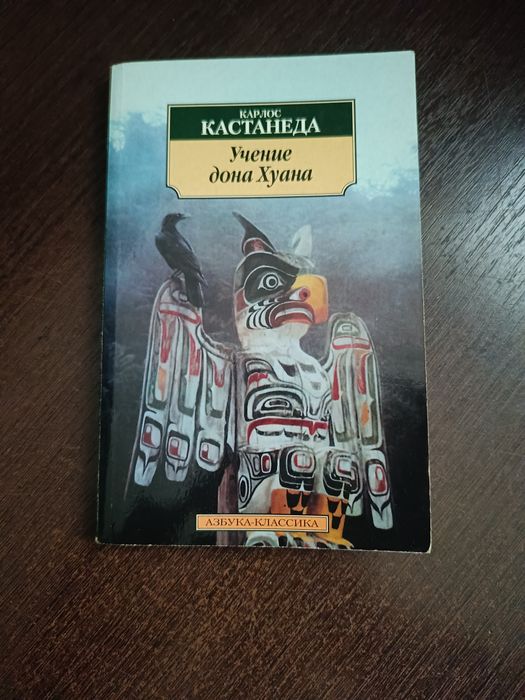 КАРЛОС
КАСТАНЕДА
Учение
дона Хуана
АЗБУКА-КЛАССИКА